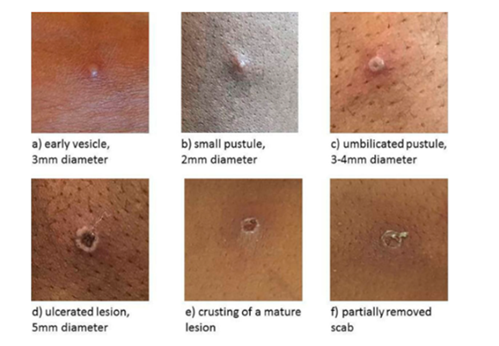 a) early vesicle,
3mm diameter
b) small pustule,
2mm diameter
c) umbilicated pustule,
3-4mm diameter
d) ulcerated lesion,
5mm diameter
e) crusting of a mature
lesion
f) partially removed
scab